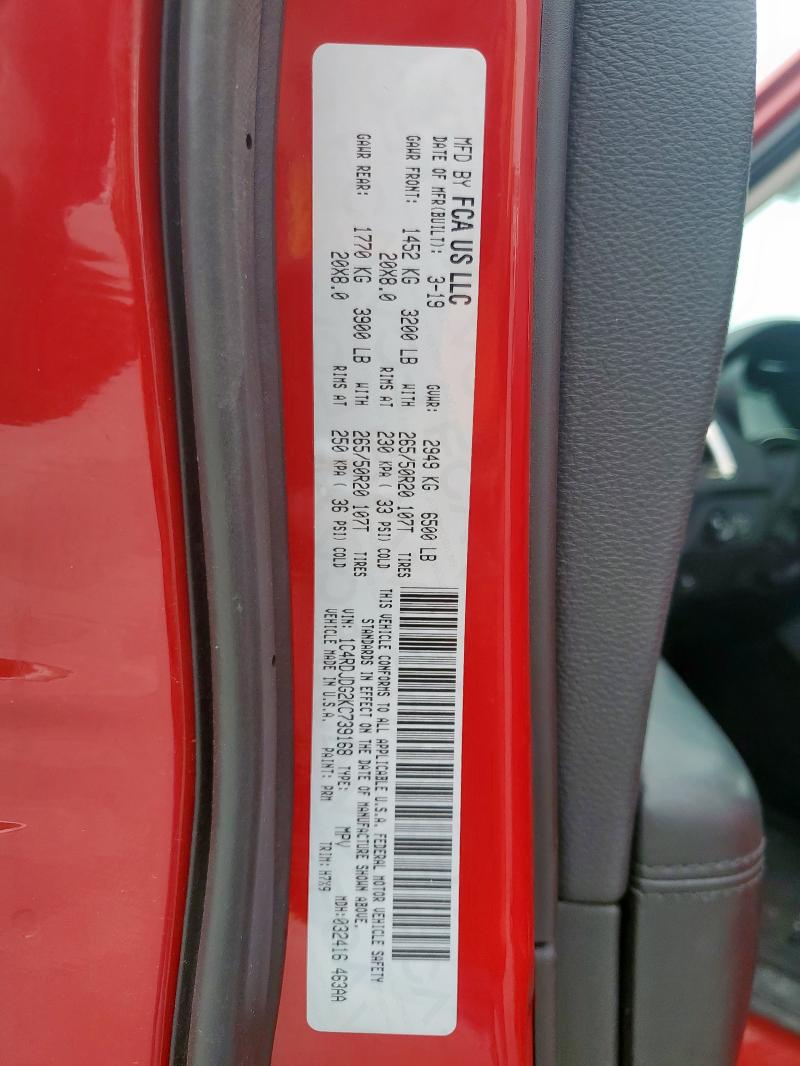 MFD BY FCA US LLC
DATE OF MFR(BUILT): 3-19 GVWR: 2949 KG 6500 LB
GAWR FRONT: 1452 KG 3200 LB WITH 265/50R20 107T TIRES
20X8.0 RIMS AT 230 KPA ( 33 PSI) COLD
GAWR REAR: 1770 KG 3900 LB WITH 265/50R20 107T TIRES
20X8.0 RIMS AT 250 KPA ( 36 PSI) COLD
THIS VEHICLE CONFORMS TO ALL APPLICABLE U.S.A. FEDERAL MOTOR VEHICLE SAFETY
STANDARDS IN EFFECT ON THE DATE OF MANUFACTURE SHOWN ABOVE.
VIN: 1C4RDJDG2KC739168 TYPE: MPV MDH:032416 463AA
VEHICLE MADE IN U.S.A. PAINT: PRM TRIM: H7X9